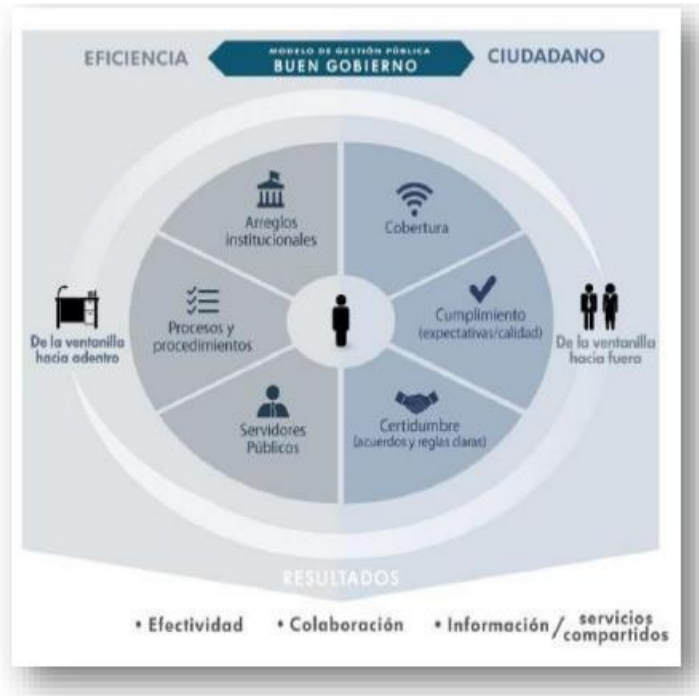 MODELO DE GESTIÓN PÚBLICA
BUEN GOBIERNO
EFICIENCIA
CIUDADANO
Arreglos
institucionales
Cobertura
De la ventanilla
hacia adentro
Procesos y
procedimientos
Cumplimiento
(expectativas/calidad)
De la ventanilla
hacia fuera
Servidores
Públicos
Certidumbre
(acuerdos y reglas claras)
RESULTADOS
• Efectividad
• Colaboración
• Información/servicios
compartidos